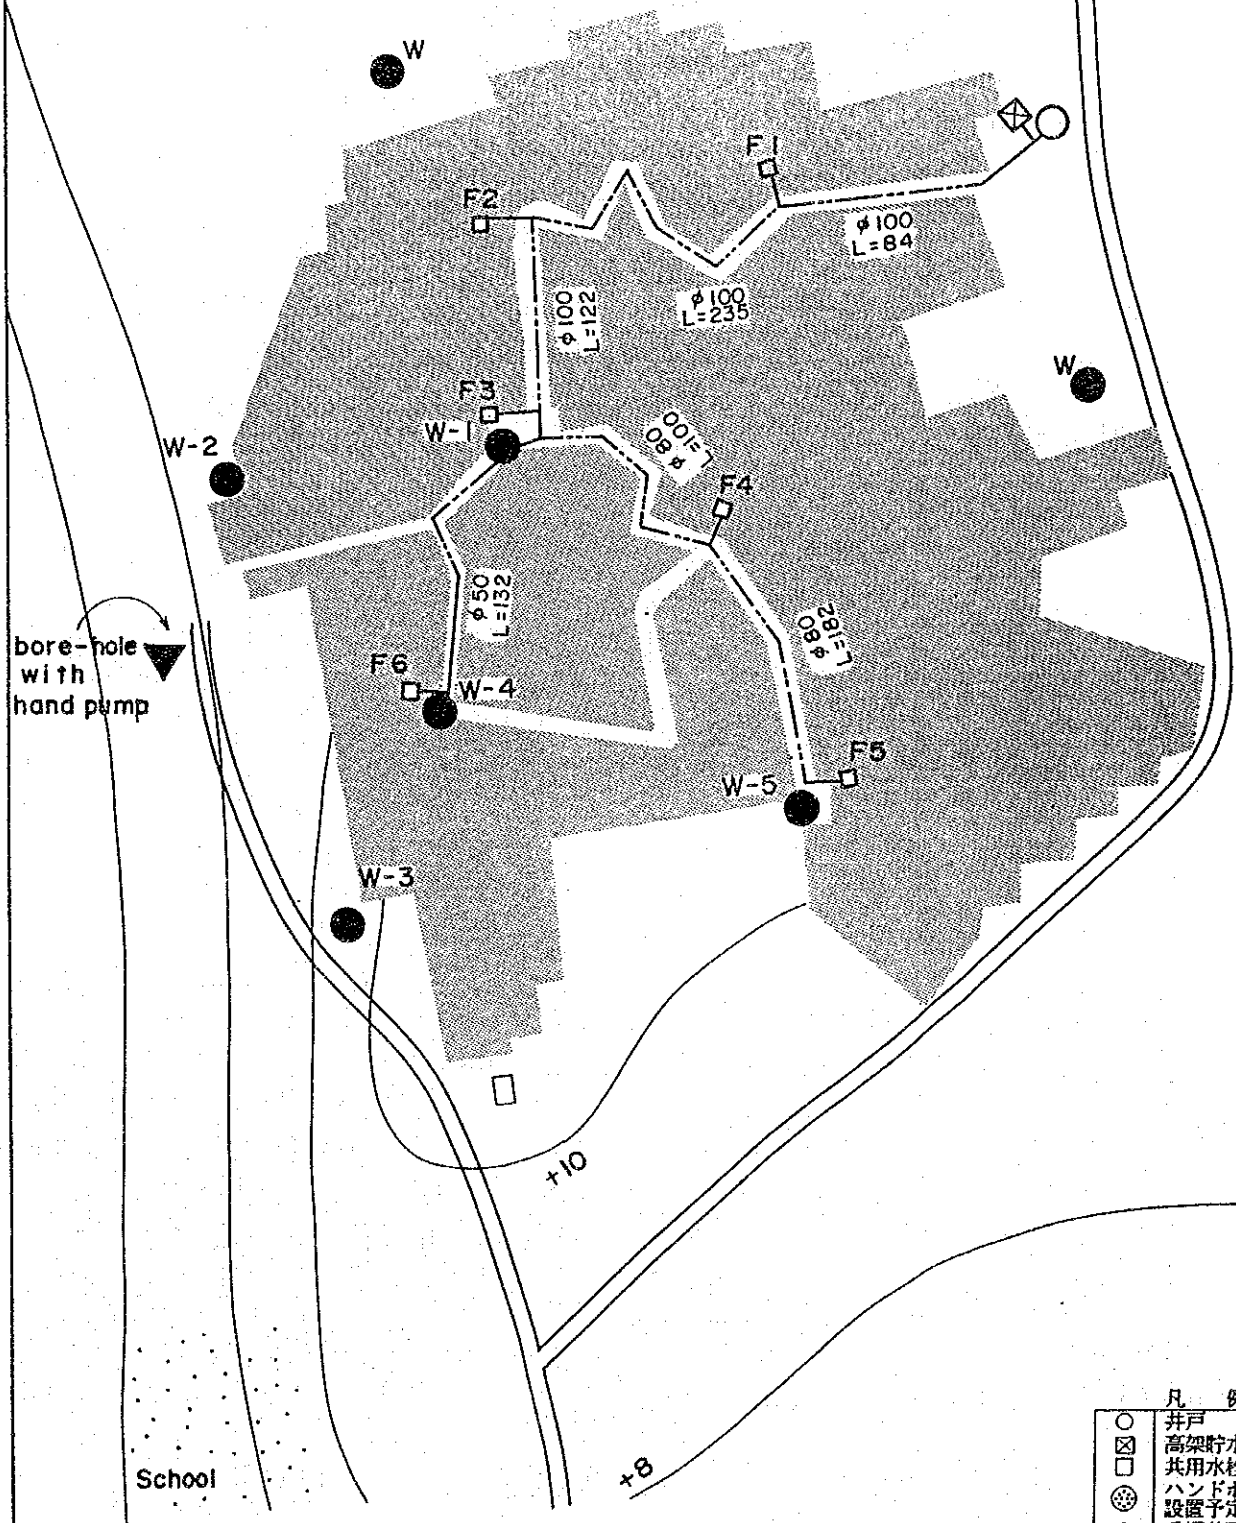 W
F1
F2
φ100
L=84
φ100
L=122
φ100
L=235
W
F3
W-1
L=100
φ80
W-2
F4
φ50
L=132
L=182
φ80
bore-hole
with
hand pump
F6
W-4
F5
W-5
W-3
+10
School
+8
凡
井戸
高架貯水
共用水栓
ハンドポ
設置予定